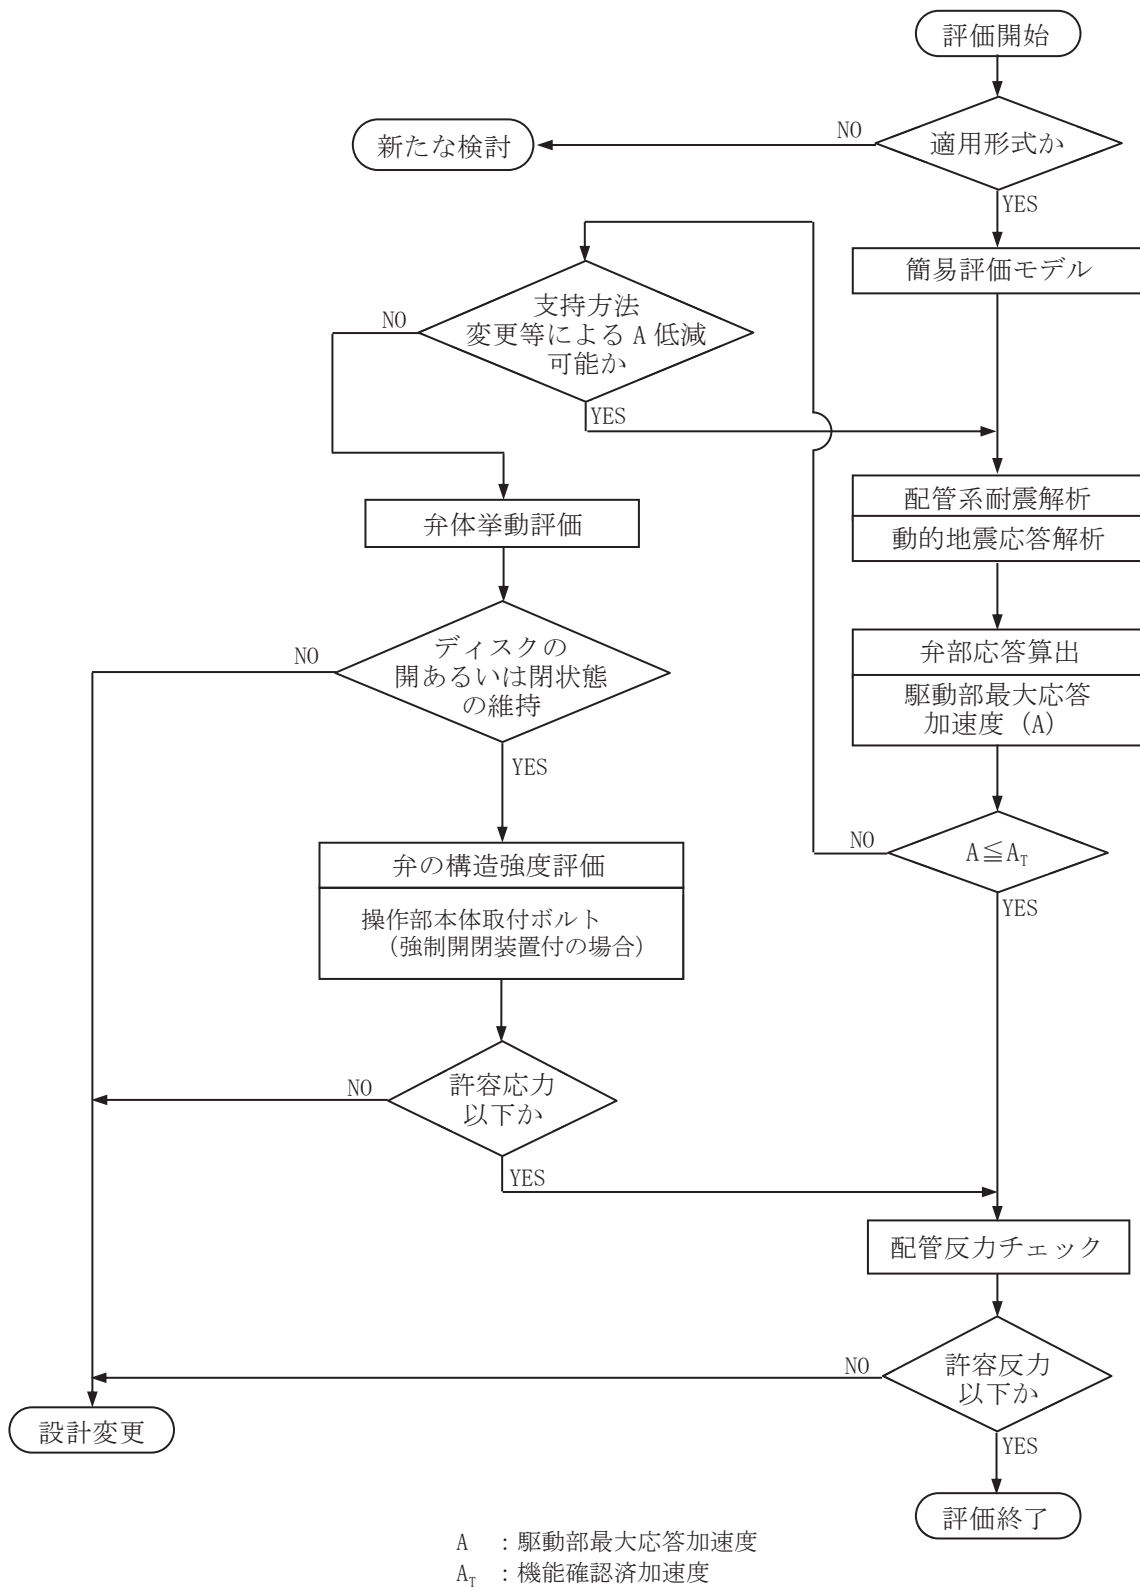 評価開始
適用形式か
NO
新たな検討
YES
簡易評価モデル
支持方法
変更等による A 低減
可能か
NO
YES
配管系耐震解析
動的地震応答解析
弁体挙動評価
弁部応答算出
駆動部最大応答
加速度 (A)
ディスクの
開あるいは閉状態
の維持
NO
YES
A≦A_T
NO
YES
弁の構造強度評価
操作部本体取付ボルト
(強制開閉装置付の場合)
許容応力
以下か
NO
YES
配管反力チェック
許容反力
以下か
NO
YES
設計変更
評価終了
A :駆動部最大応答加速度
A_T :機能確認済加速度